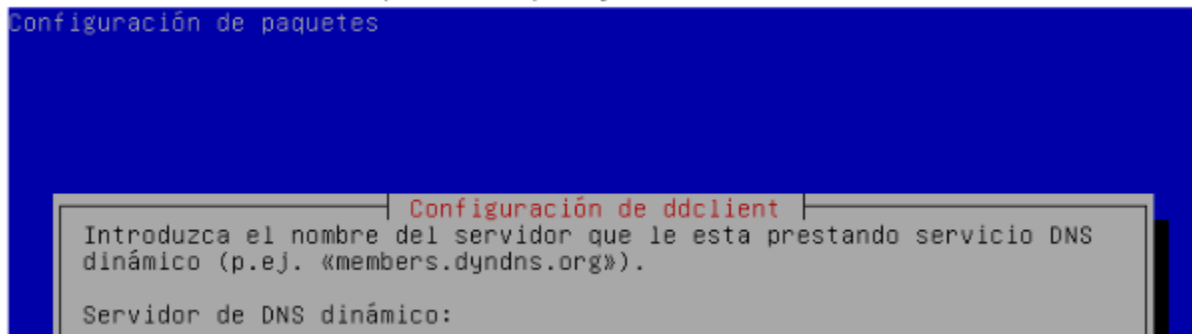 Configuración de paquetes
Configuración de ddclient
Introduzca el nombre del servidor que le esta prestando servicio DNS
dinámico (p.ej. «members.dyndns.org»).
Servidor de DNS dinámico: